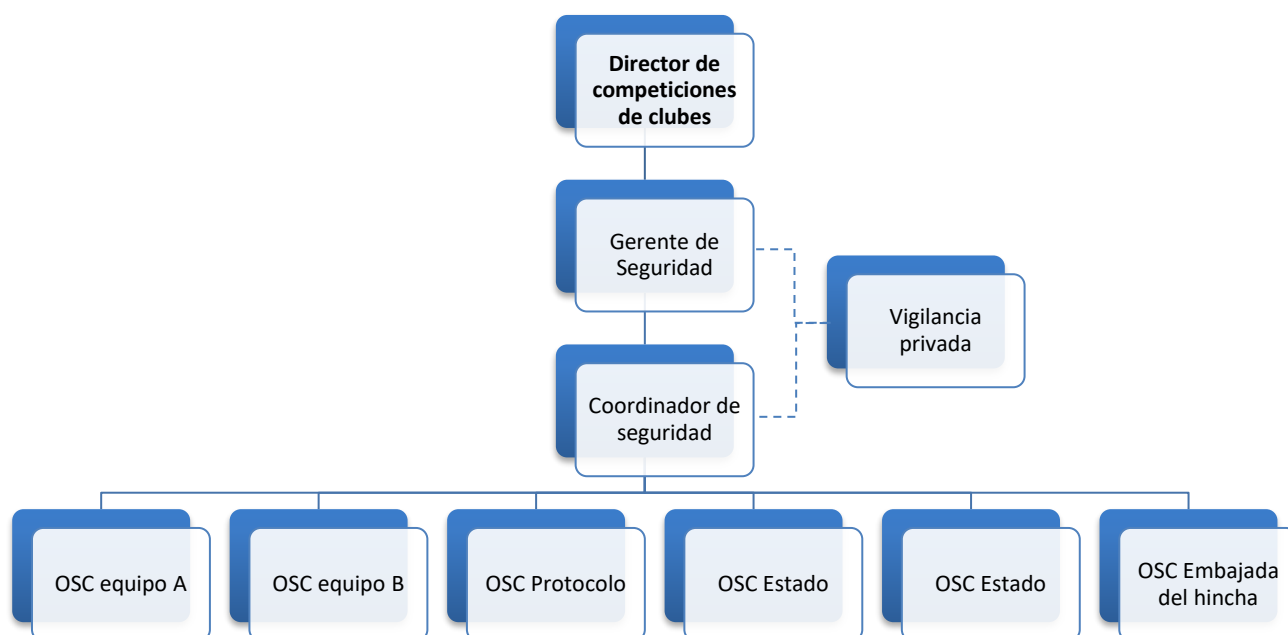 Director de
competiciones
de clubes
Gerente de
Seguridad
Vigilancia
privada
Coordinador de
seguridad
OSC equipo A
OSC equipo B
OSC Protocolo
OSC Estado
OSC Estado
OSC Embajada
del hincha